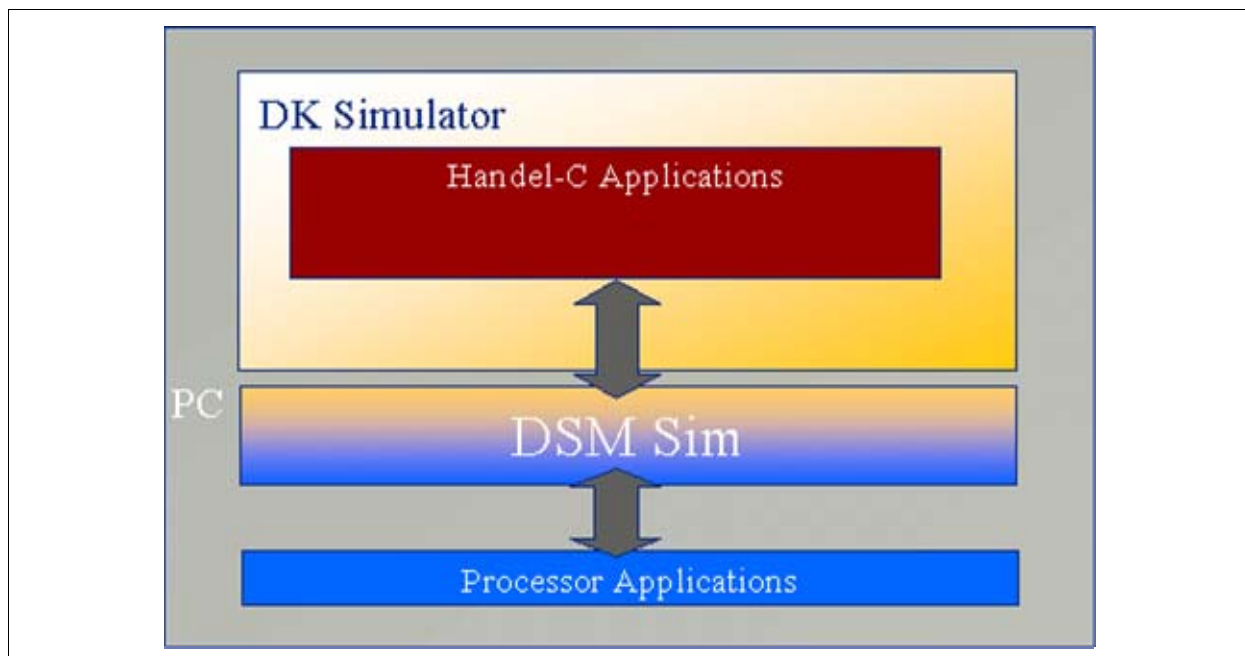 DK Simulator
Handel-C Applications
PC
DSM Sim
Processor Applications